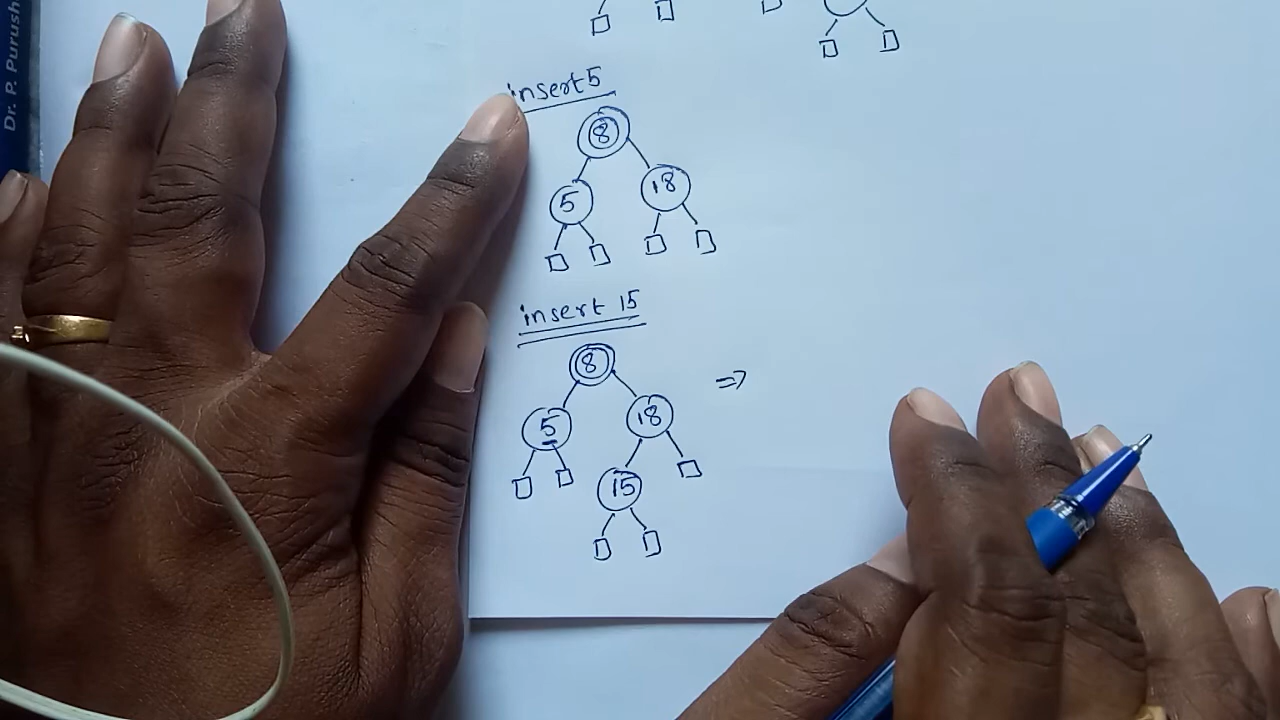 Dr. P. Purush
insert 5
8
5 18
insert 15
8 ⇒
5 18
15